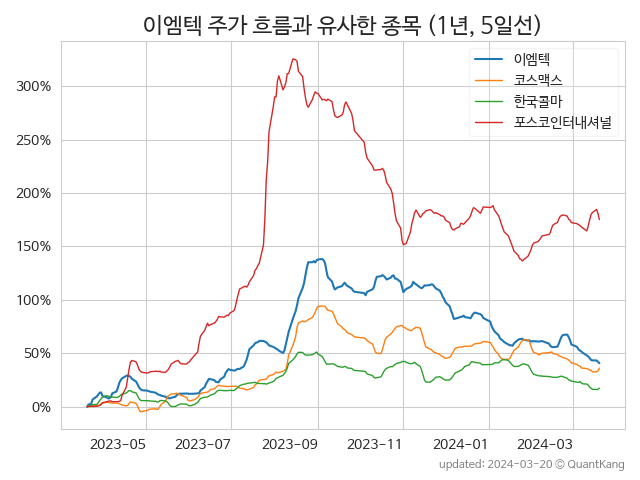 이엠텍 주가 흐름과 유사한 종목 (1년, 5일선)
이엠텍
코스맥스
한국콜마
포스코인터내셔널
300%
250%
200%
150%
100%
50%
0%
2023-05 2023-07 2023-09 2023-11 2024-01 2024-03
updated: 2024-03-20 © QuantKang